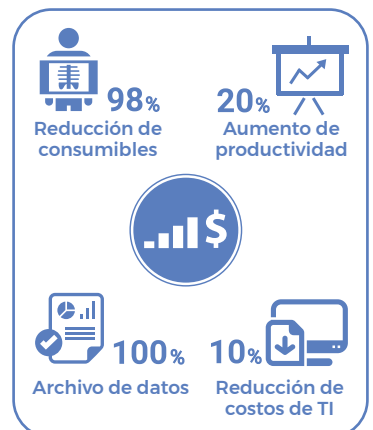 98%
Reducción de
consumibles
20%
Aumento de
productividad
$
100%
Archivo de datos
10%
Reducción de
costos de TI